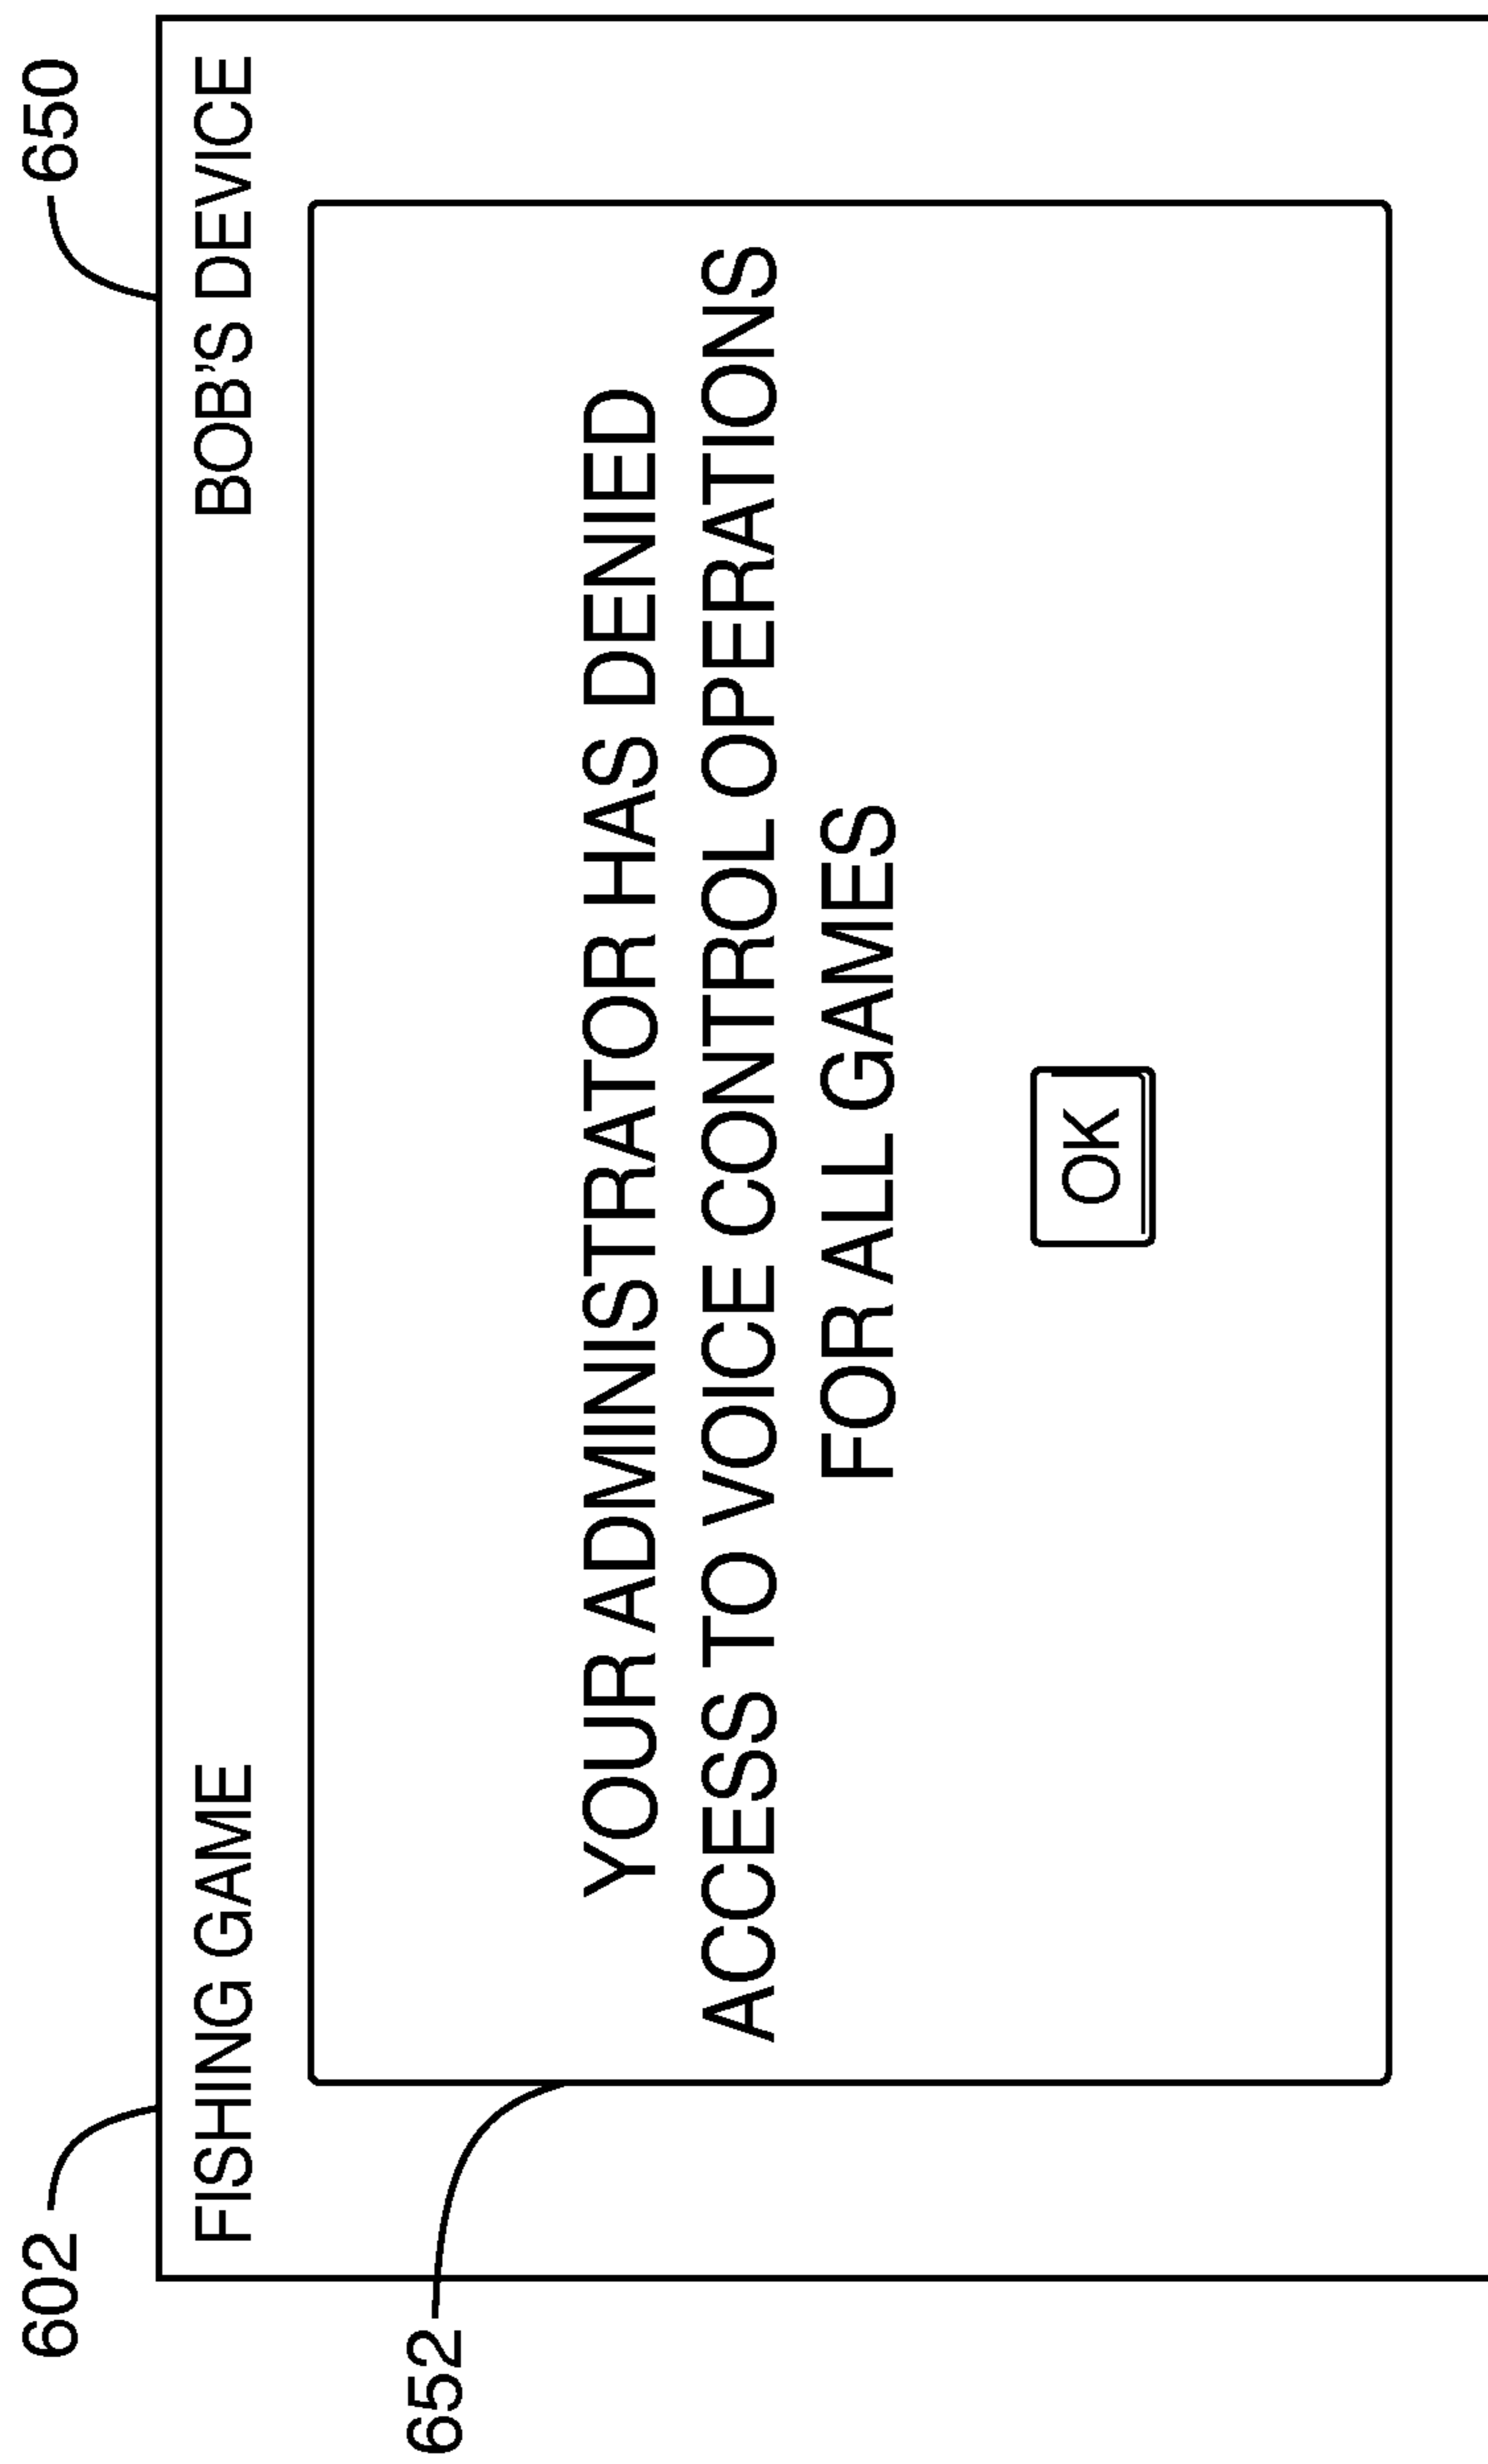 602
650
FISHING GAME
BOB'S DEVICE
652
YOUR ADMINISTRATOR HAS DENIED
ACCESS TO VOICE CONTROL OPERATIONS
FOR ALL GAMES
OK